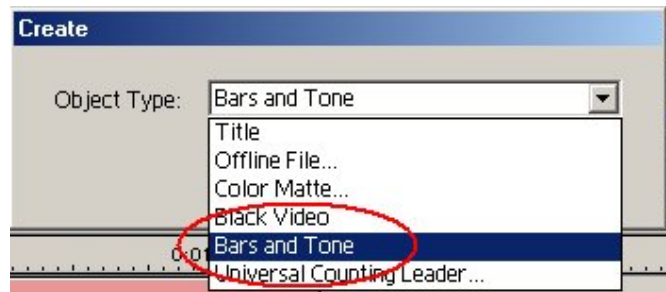 Create
Object Type: Bars and Tone
Title
Offline File...
Color Matte...
Black Video
Bars and Tone
Universal Counting Leader...